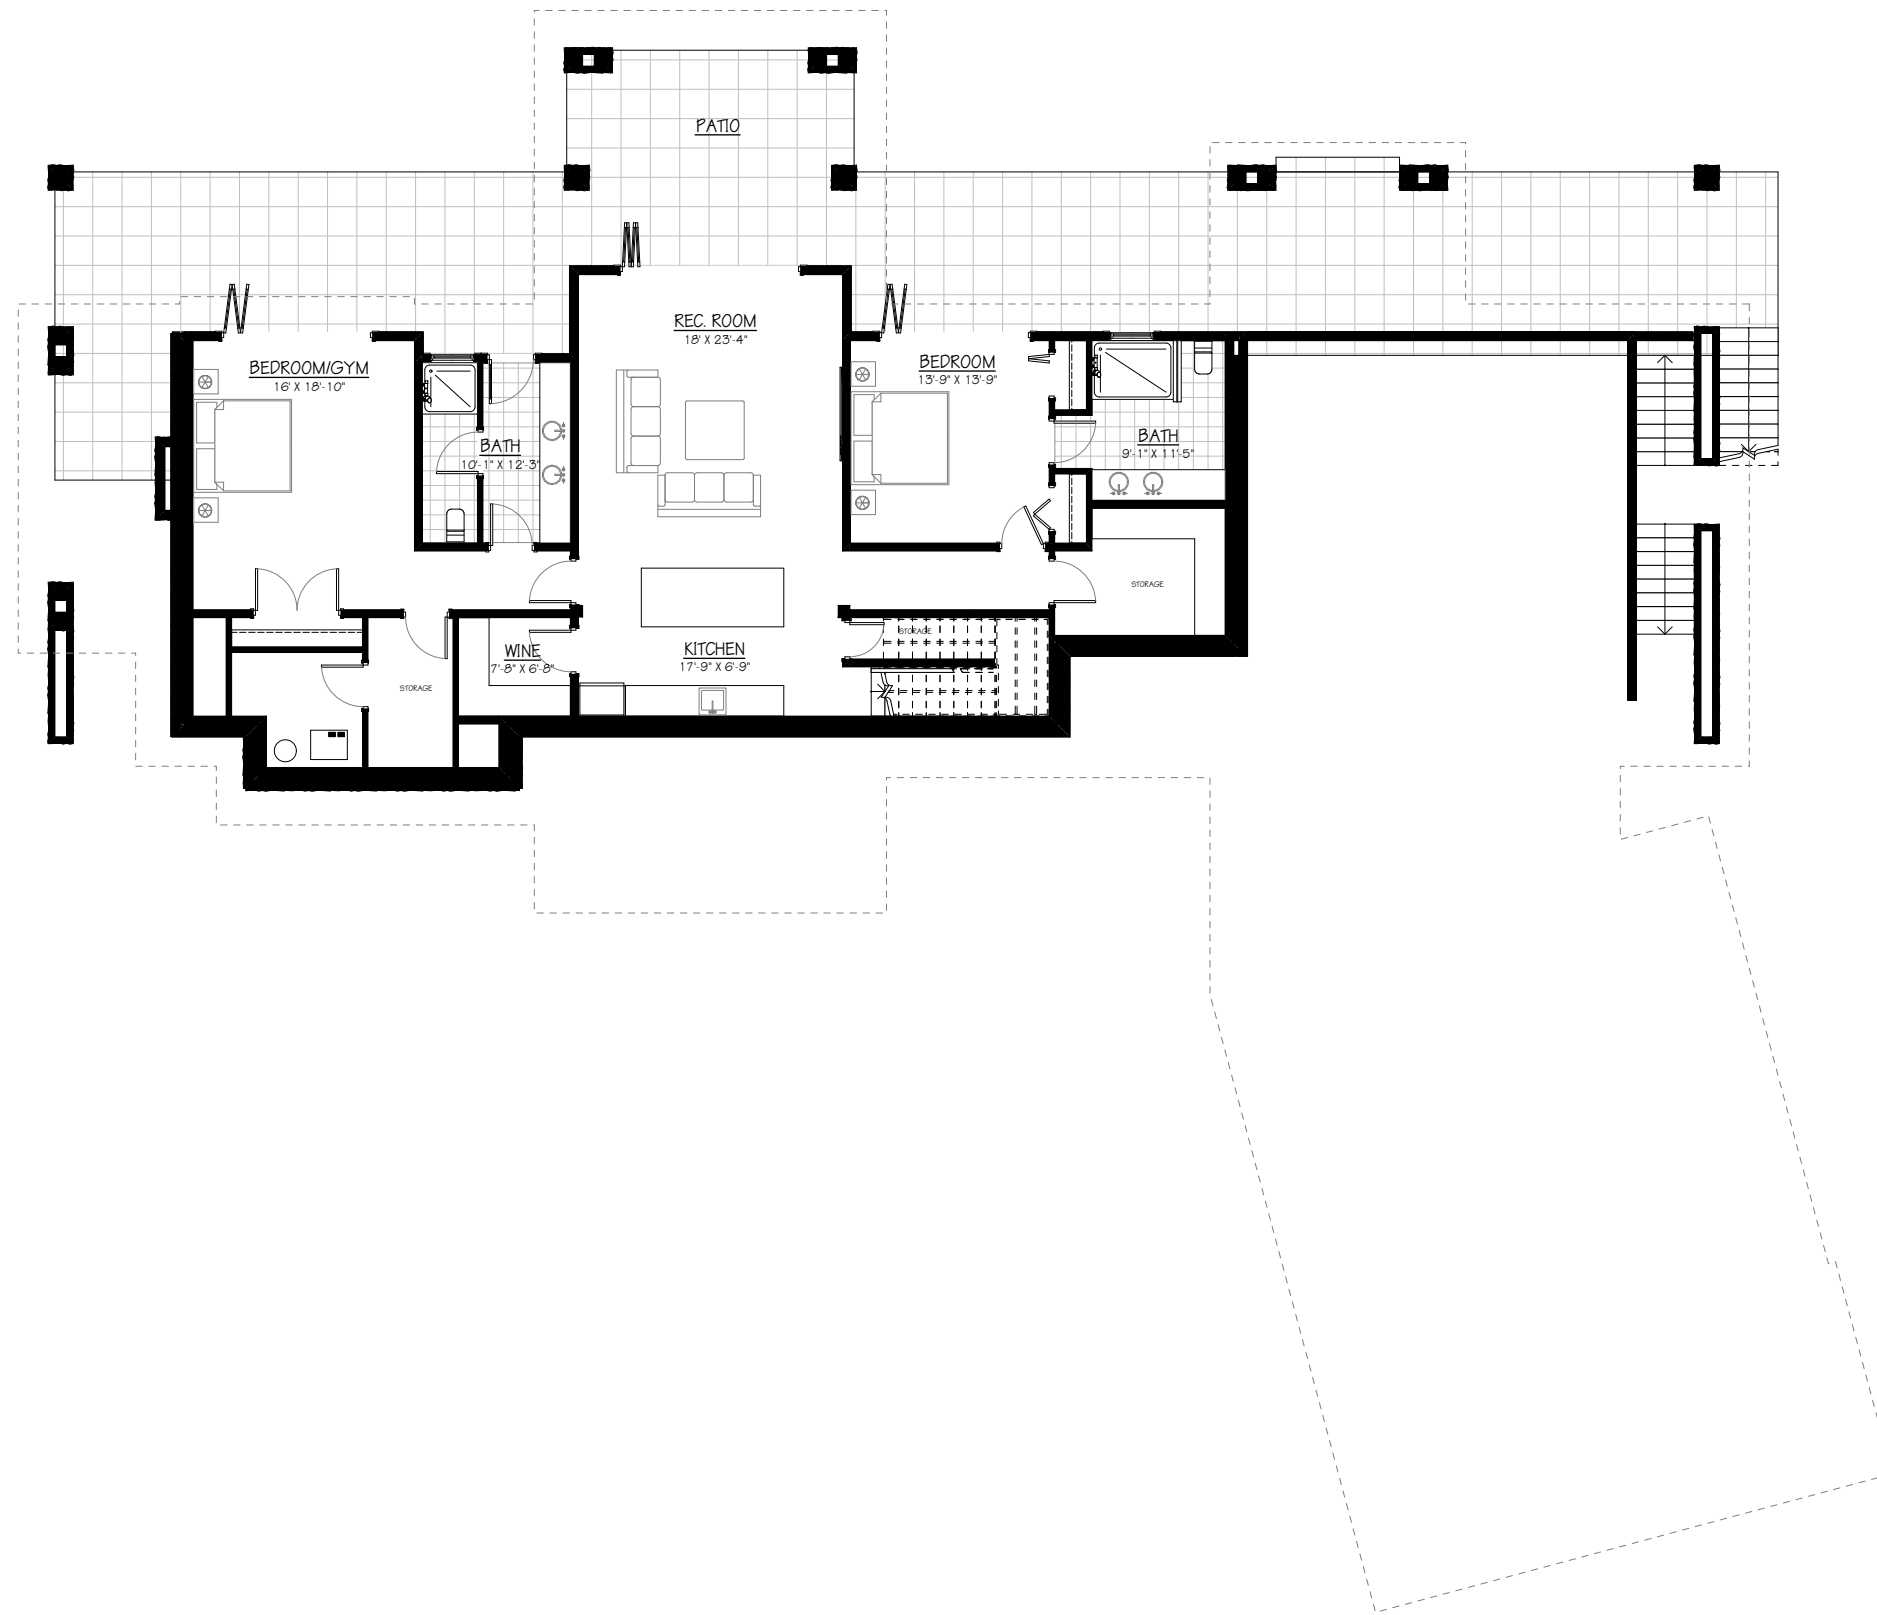 PATIO
REC. ROOM
18' X 23'-4"
BEDROOM/GYM
16' X 18'-10"
BEDROOM
13'-9" X 13'-9"
BATH
10'-1" X 12'-3"
BATH
9'-1" X 11'-5"
STORAGE
STORAGE
WINE
7'-8" X 6'-8"
KITCHEN
17'-9" X 6'-9"
STORAGE